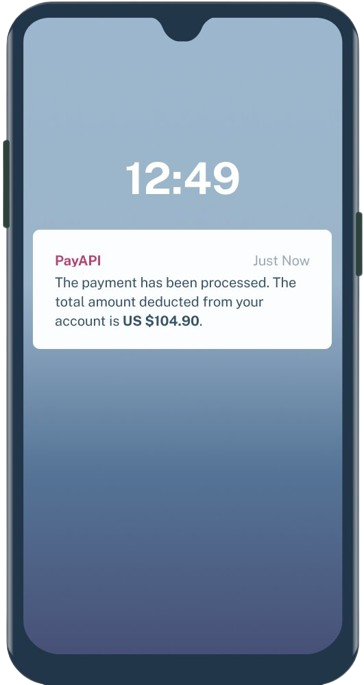 12:49
PayAPI Just Now
The payment has been processed. The
total amount deducted from your
account is US $104.90.